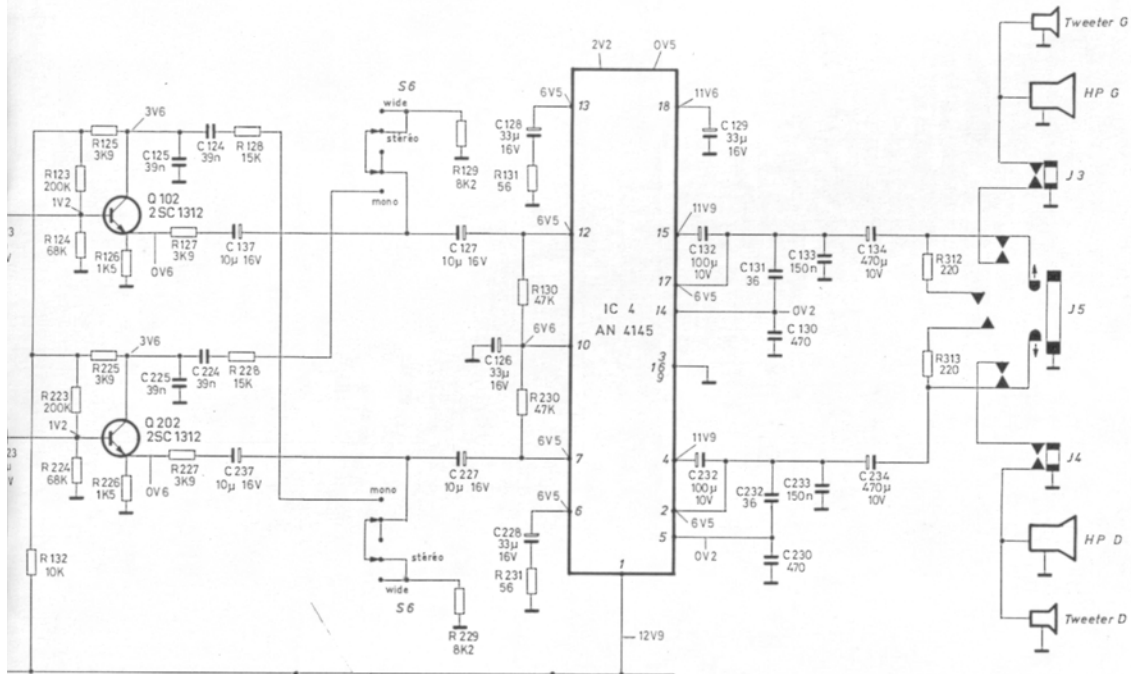 Tweeter G
2V2
0V5
S6
wide
HP G
6V5
13
18
11V6
3V6
C128
33µ
16V
C129
33µ
16V
R125
3K9
C124
39n
R128
15K
stéréo
C125
39n
R129
8K2
R131
56
R123
200K
J3
Q102
2SC1312
mono
1V2
6V5
12
11V9
15
R124
68K
R126
1K5
0V6
R127
3K9
C137
10µ 16V
C127
10µ 16V
C132
100µ
10V
C131
36
C133
150n
C134
470µ
10V
R312
220
17
6V5
R130
47K
IC 4
AN 4145
14
0V2
J5
C130
470
6V6
10
C126
33µ
16V
3
16
9
3V6
R225
3K9
C224
39n
R228
15K
C225
39n
R313
220
R223
200K
R230
47K
Q202
2SC1312
1V2
6V5
7
11V9
4
R224
68K
R226
1K5
0V6
R227
3K9
C237
10µ 16V
C227
10µ 16V
C232
100µ
10V
C232
36
C233
150n
C234
470µ
10V
J4
mono
6V5
6
2
6V5
5
0V2
C228
33µ
16V
R132
10K
stéréo
C230
470
HP D
R231
56
1
wide
S6
R229
8K2
12V9
Tweeter D